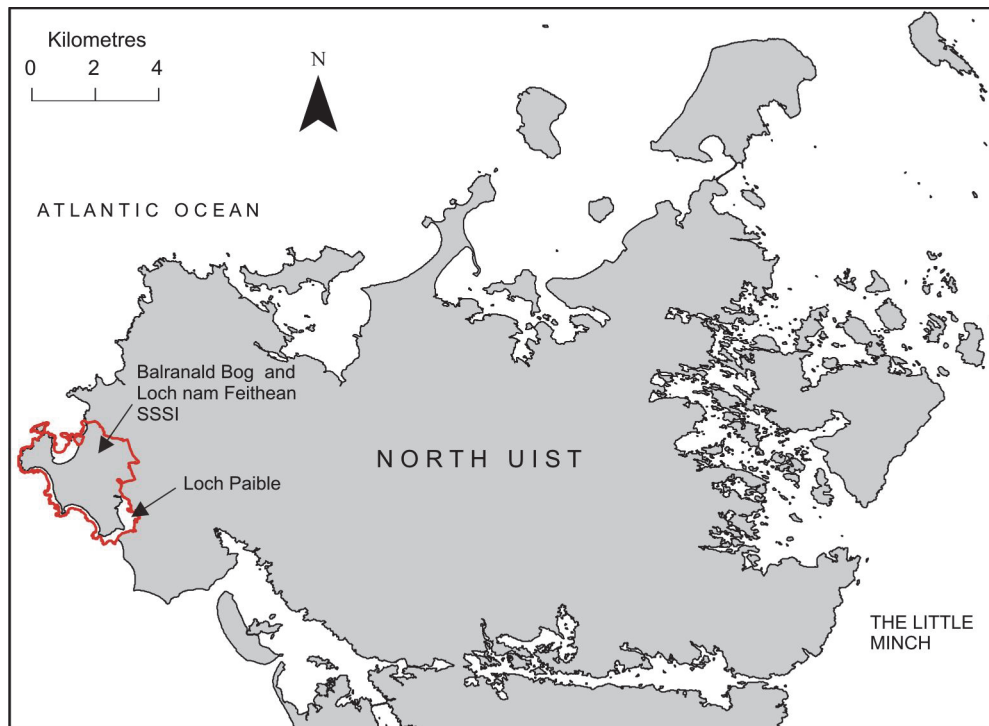 Kilometres
0 2 4
N
ATLANTIC OCEAN
Balranald Bog and
Loch nam Feithean
SSSI
NORTH UIST
Loch Paible
THE LITTLE
MINCH